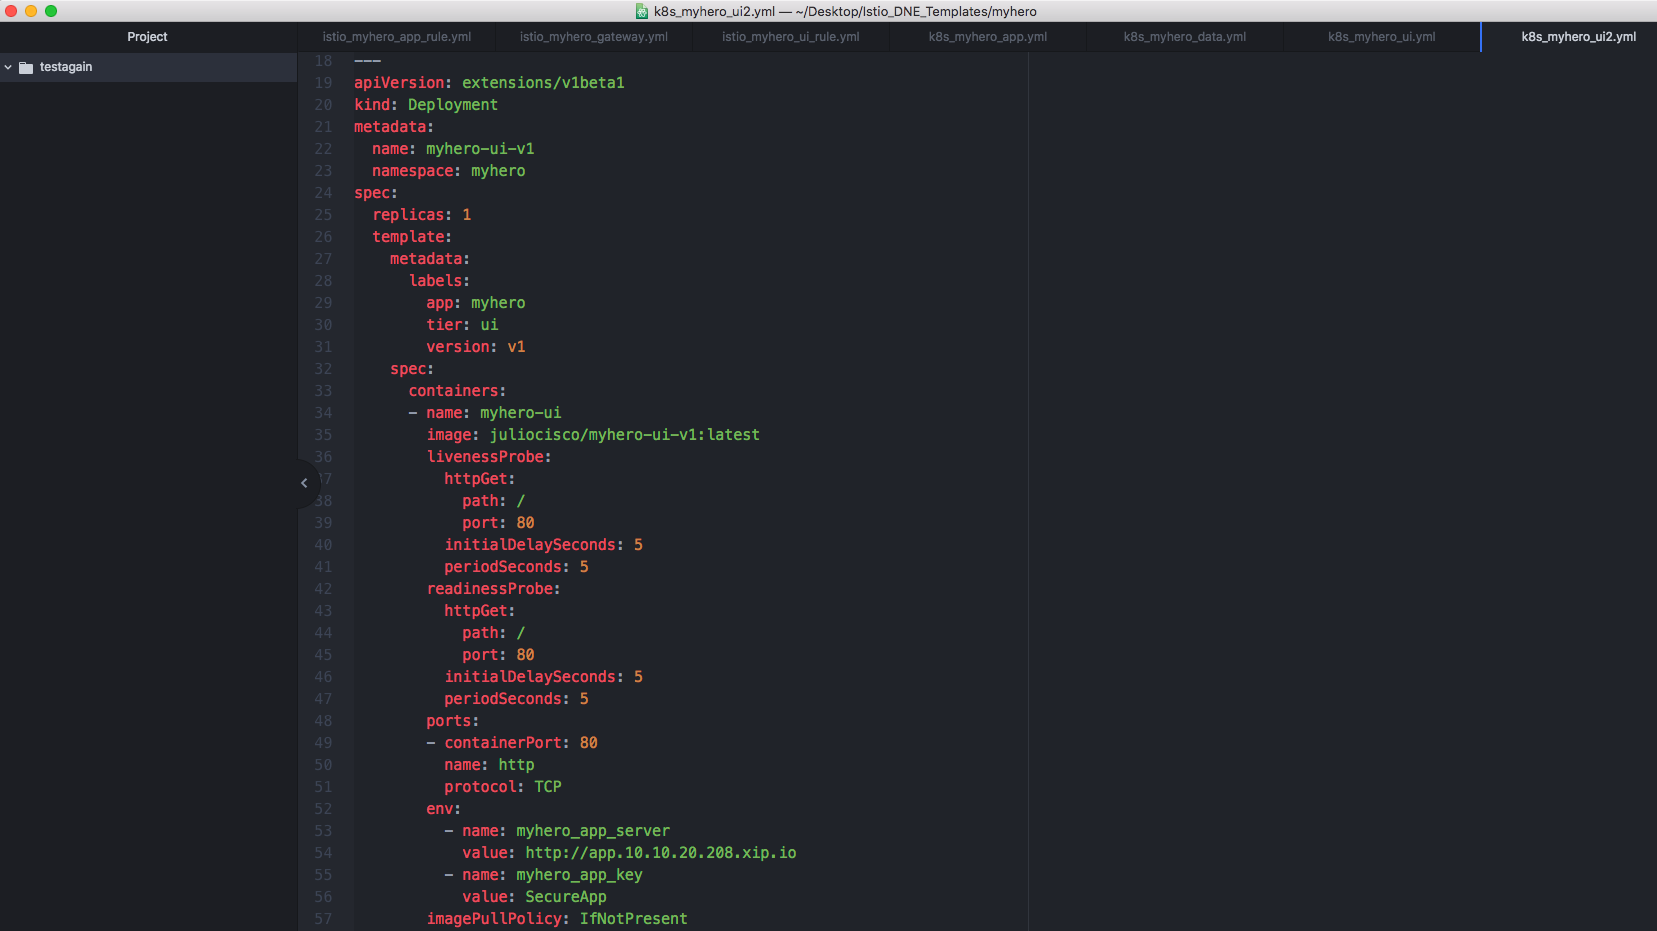 k8s_myhero_ui2.yml — ~/Desktop/Istio_DNE_Templates/myhero
Project
istio_myhero_app_rule.yml
istio_myhero_gateway.yml
istio_myhero_ui_rule.yml
k8s_myhero_app.yml
k8s_myhero_data.yml
k8s_myhero_ui.yml
k8s_myhero_ui2.yml
testagain
18 ---
19 apiVersion: extensions/v1beta1
20 kind: Deployment
21 metadata:
22   name: myhero-ui-v1
23   namespace: myhero
24 spec:
25   replicas: 1
26   template:
27     metadata:
28       labels:
29         app: myhero
30         tier: ui
31         version: v1
32     spec:
33       containers:
34       - name: myhero-ui
35         image: juliocisco/myhero-ui-v1:latest
36         livenessProbe:
37           httpGet:
38             path: /
39             port: 80
40           initialDelaySeconds: 5
41           periodSeconds: 5
42         readinessProbe:
43           httpGet:
44             path: /
45             port: 80
46           initialDelaySeconds: 5
47           periodSeconds: 5
48         ports:
49         - containerPort: 80
50           name: http
51           protocol: TCP
52         env:
53           - name: myhero_app_server
54             value: http://app.10.10.20.208.xip.io
55           - name: myhero_app_key
56             value: SecureApp
57         imagePullPolicy: IfNotPresent